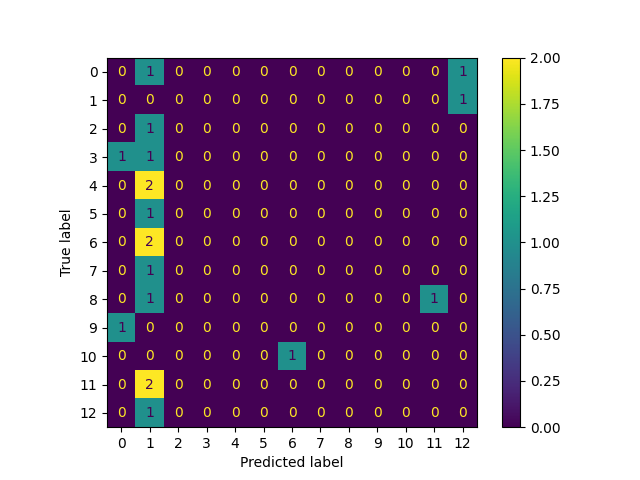 0 0 1 0 0 0 0 0 0 0 0 0 0 1 2.00
1 0 0 0 0 0 0 0 0 0 0 0 0 1 1.75
2 0 1 0 0 0 0 0 0 0 0 0 0 0
3 1 1 0 0 0 0 0 0 0 0 0 0 0 1.50
4 0 2 0 0 0 0 0 0 0 0 0 0 0 1.25
5 0 1 0 0 0 0 0 0 0 0 0 0 0
True label
6 0 2 0 0 0 0 0 0 0 0 0 0 0 1.00
7 0 1 0 0 0 0 0 0 0 0 0 0 0 0.75
8 0 1 0 0 0 0 0 0 0 0 0 1 0
9 1 0 0 0 0 0 0 0 0 0 0 0 0 0.50
10 0 0 0 0 0 0 1 0 0 0 0 0 0 0.25
11 0 2 0 0 0 0 0 0 0 0 0 0 0
12 0 1 0 0 0 0 0 0 0 0 0 0 0 0.00
0 1 2 3 4 5 6 7 8 9 10 11 12
Predicted label